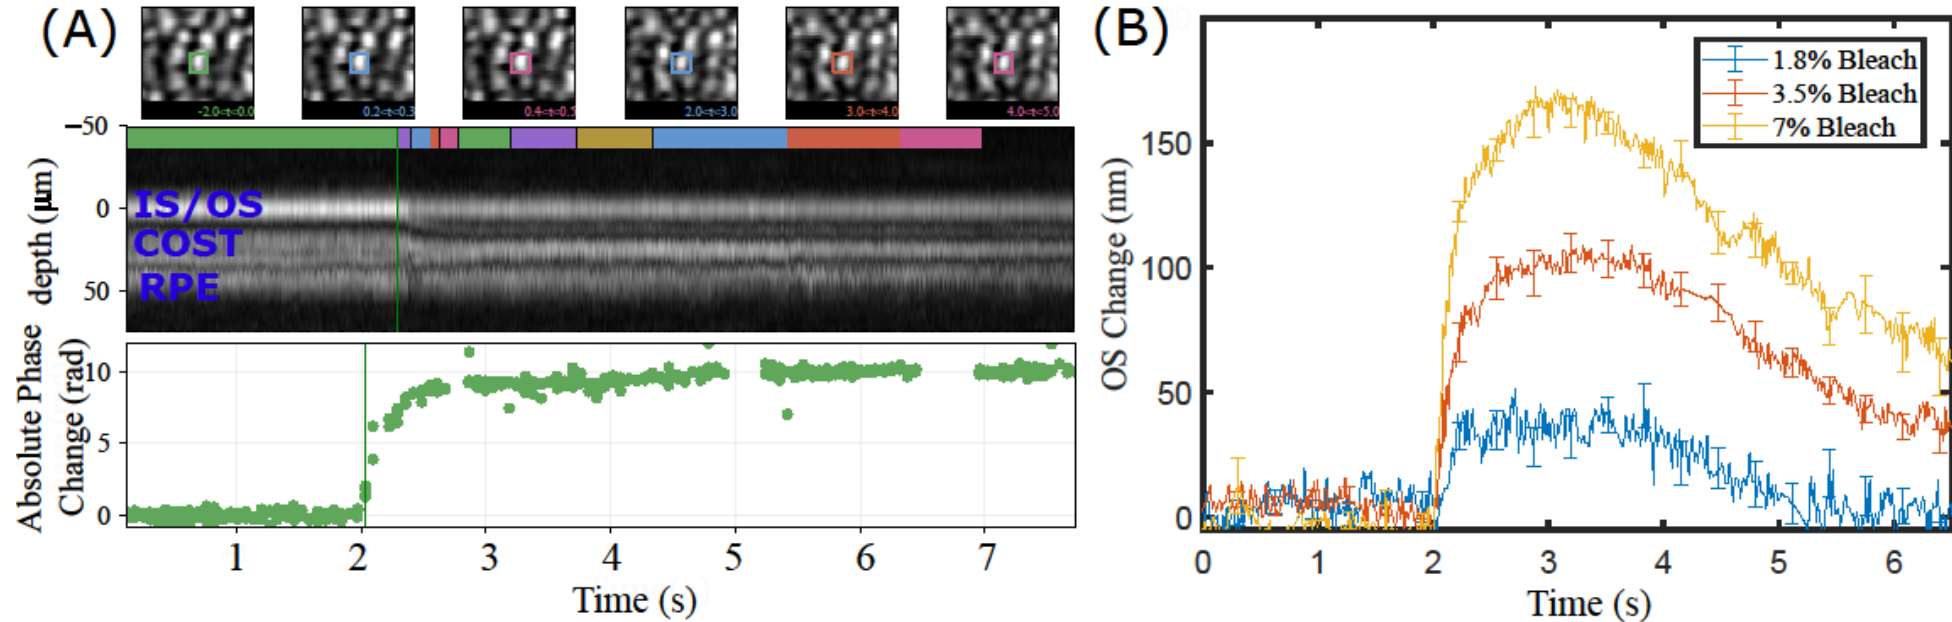 (A)
-2.0<t<0.0
0.2<t<0.3
0.4<t<0.5
2.0<t<3.0
3.0<t<4.0
4.0<t<5.0
−50
0
50
depth (μm)
IS/OS
COST
RPE
Absolute Phase
Change (rad)
10
5
0
1 2 3 4 5 6 7
Time (s)
(B)
1.8% Bleach
3.5% Bleach
7% Bleach
OS Change (nm)
150
100
50
0
0 1 2 3 4 5 6
Time (s)